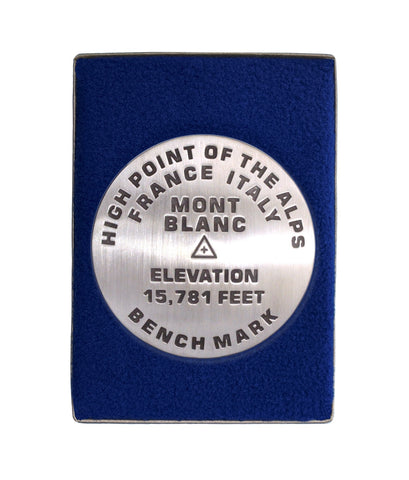 HIGH POINT OF THE ALPS
FRANCE ITALY
MONT
BLANC
ELEVATION
15,781 FEET
BENCH MARK